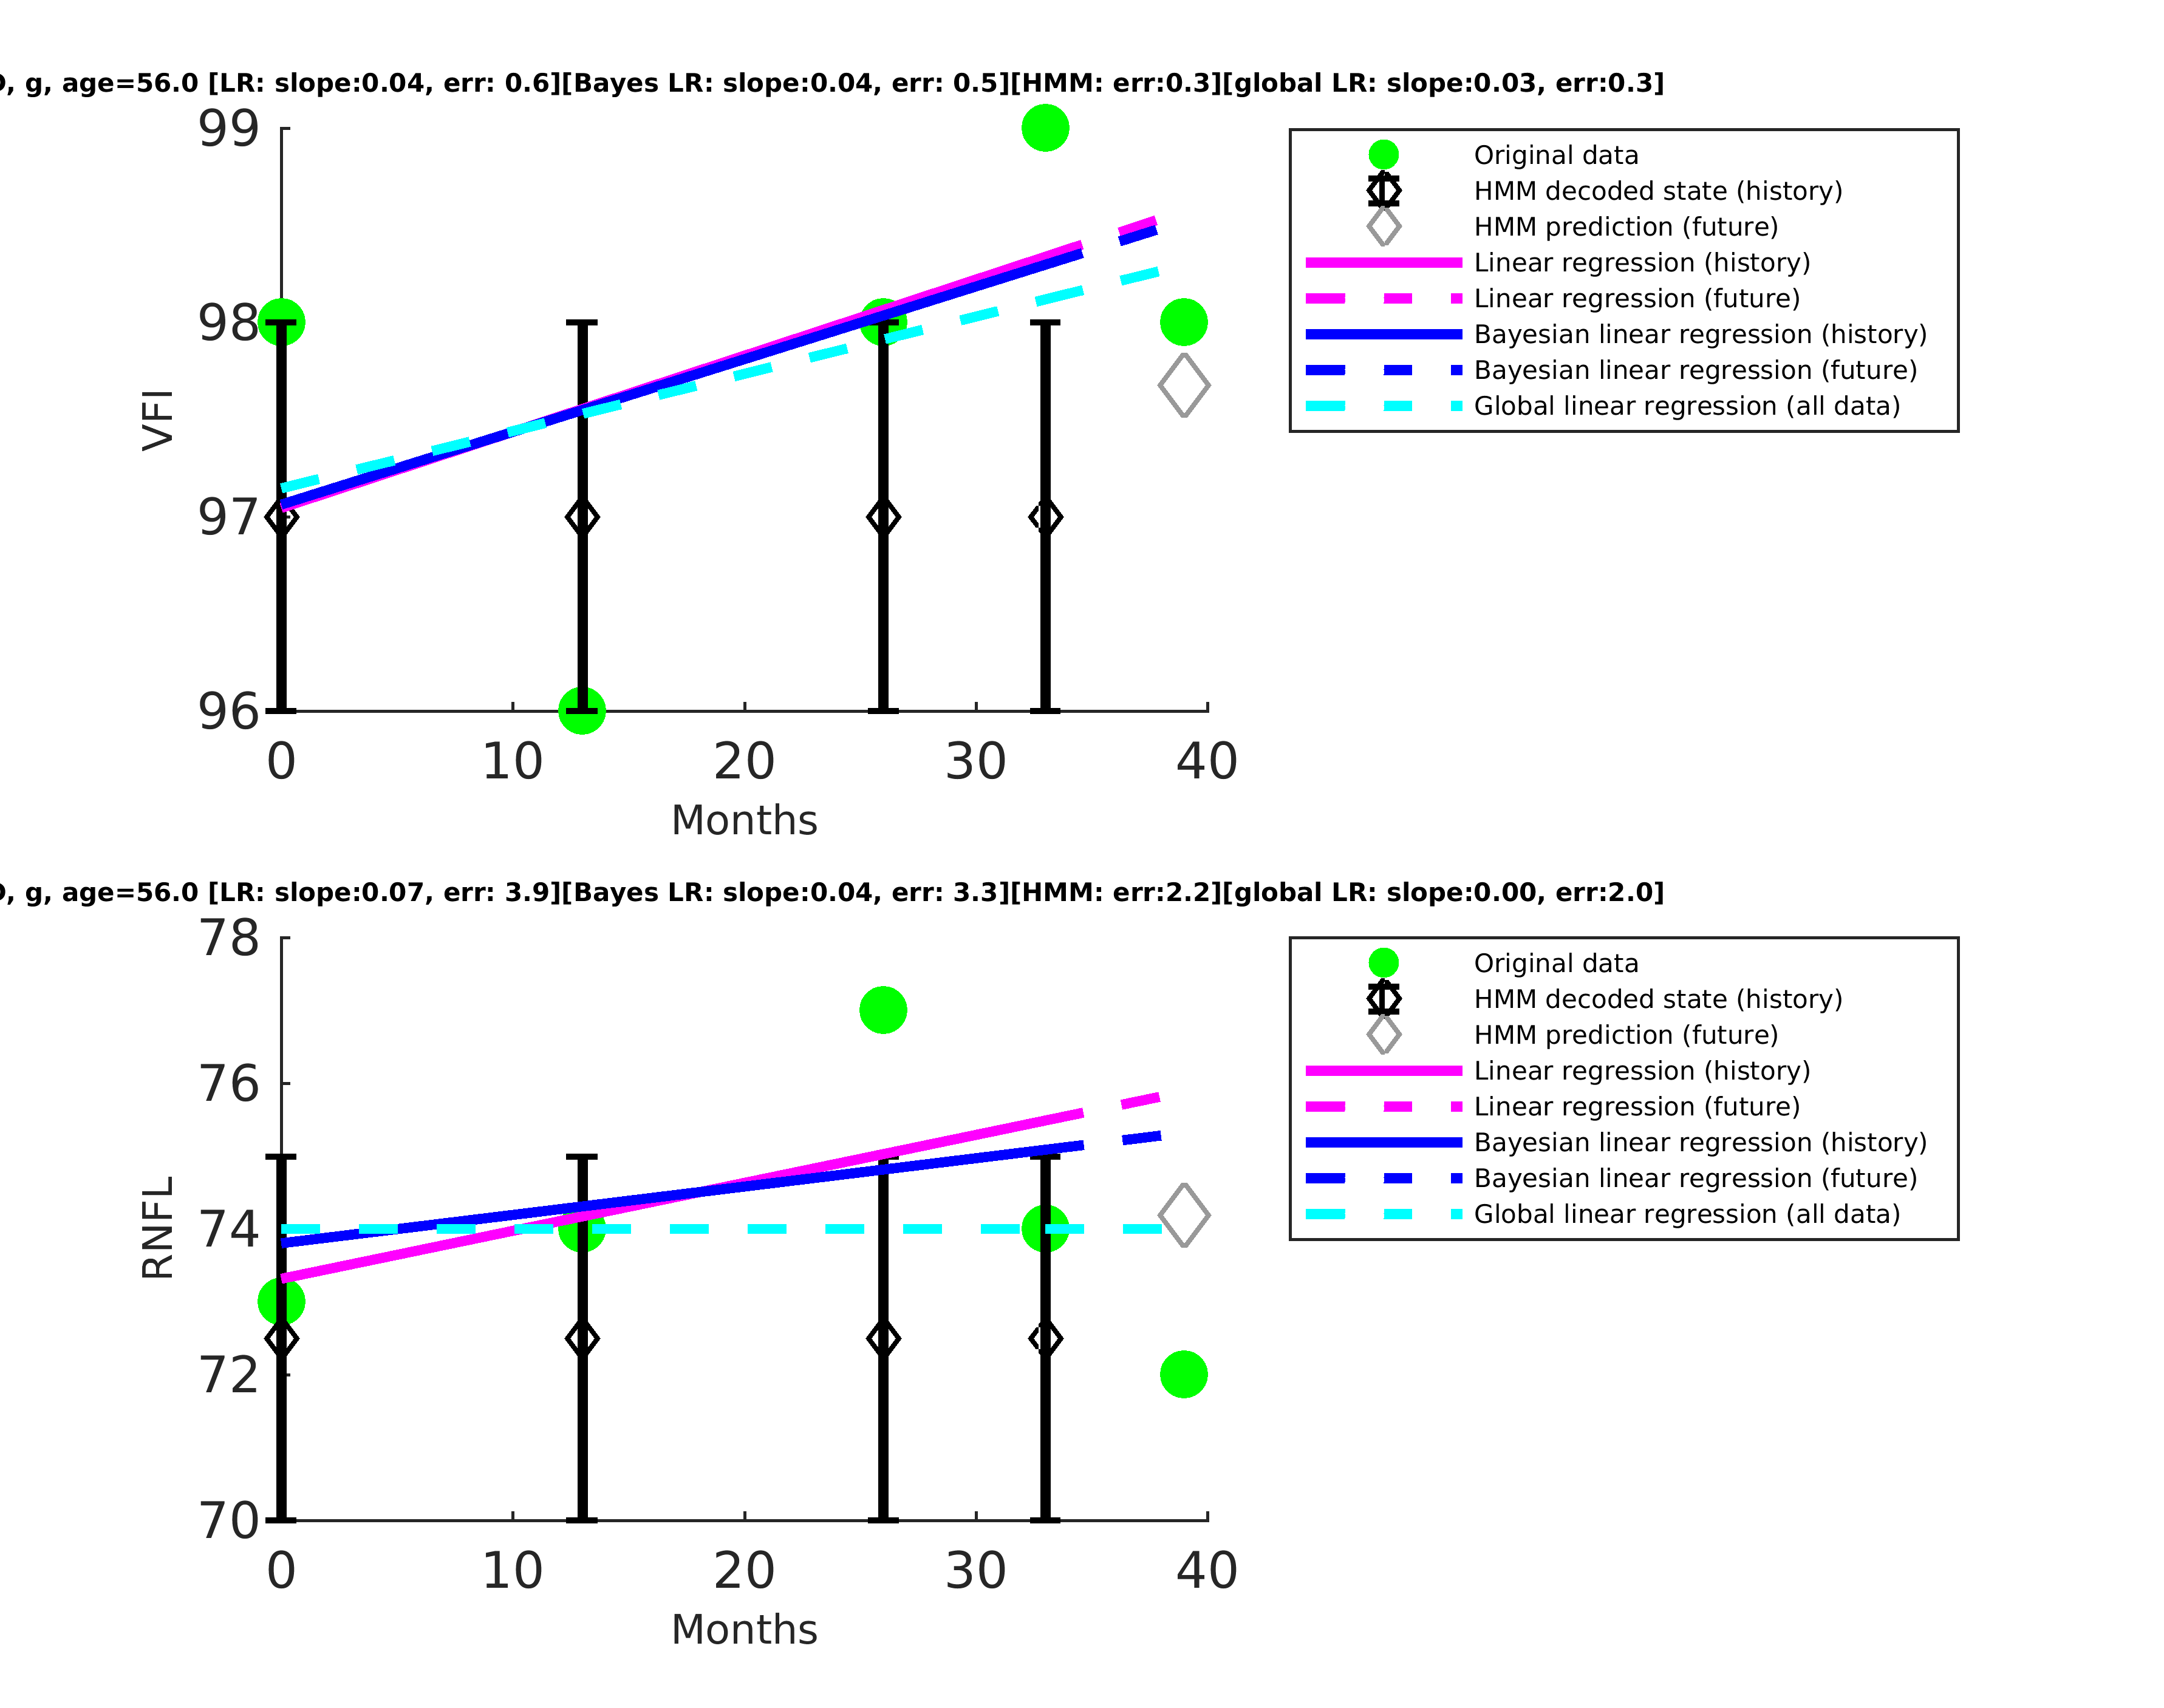 , g, age=56.0 [LR: slope:0.04, err: 0.6][Bayes LR: slope:0.04, err: 0.5][HMM: err:0.3][global LR: slope:0.03, err:0.3]
99
98
97
96
VFI
0 10 20 30 40
Months
Original data
HMM decoded state (history)
HMM prediction (future)
Linear regression (history)
Linear regression (future)
Bayesian linear regression (history)
Bayesian linear regression (future)
Global linear regression (all data)
, g, age=56.0 [LR: slope:0.07, err: 3.9][Bayes LR: slope:0.04, err: 3.3][HMM: err:2.2][global LR: slope:0.00, err:2.0]
78
76
74
72
70
RNFL
0 10 20 30 40
Months
Original data
HMM decoded state (history)
HMM prediction (future)
Linear regression (history)
Linear regression (future)
Bayesian linear regression (history)
Bayesian linear regression (future)
Global linear regression (all data)